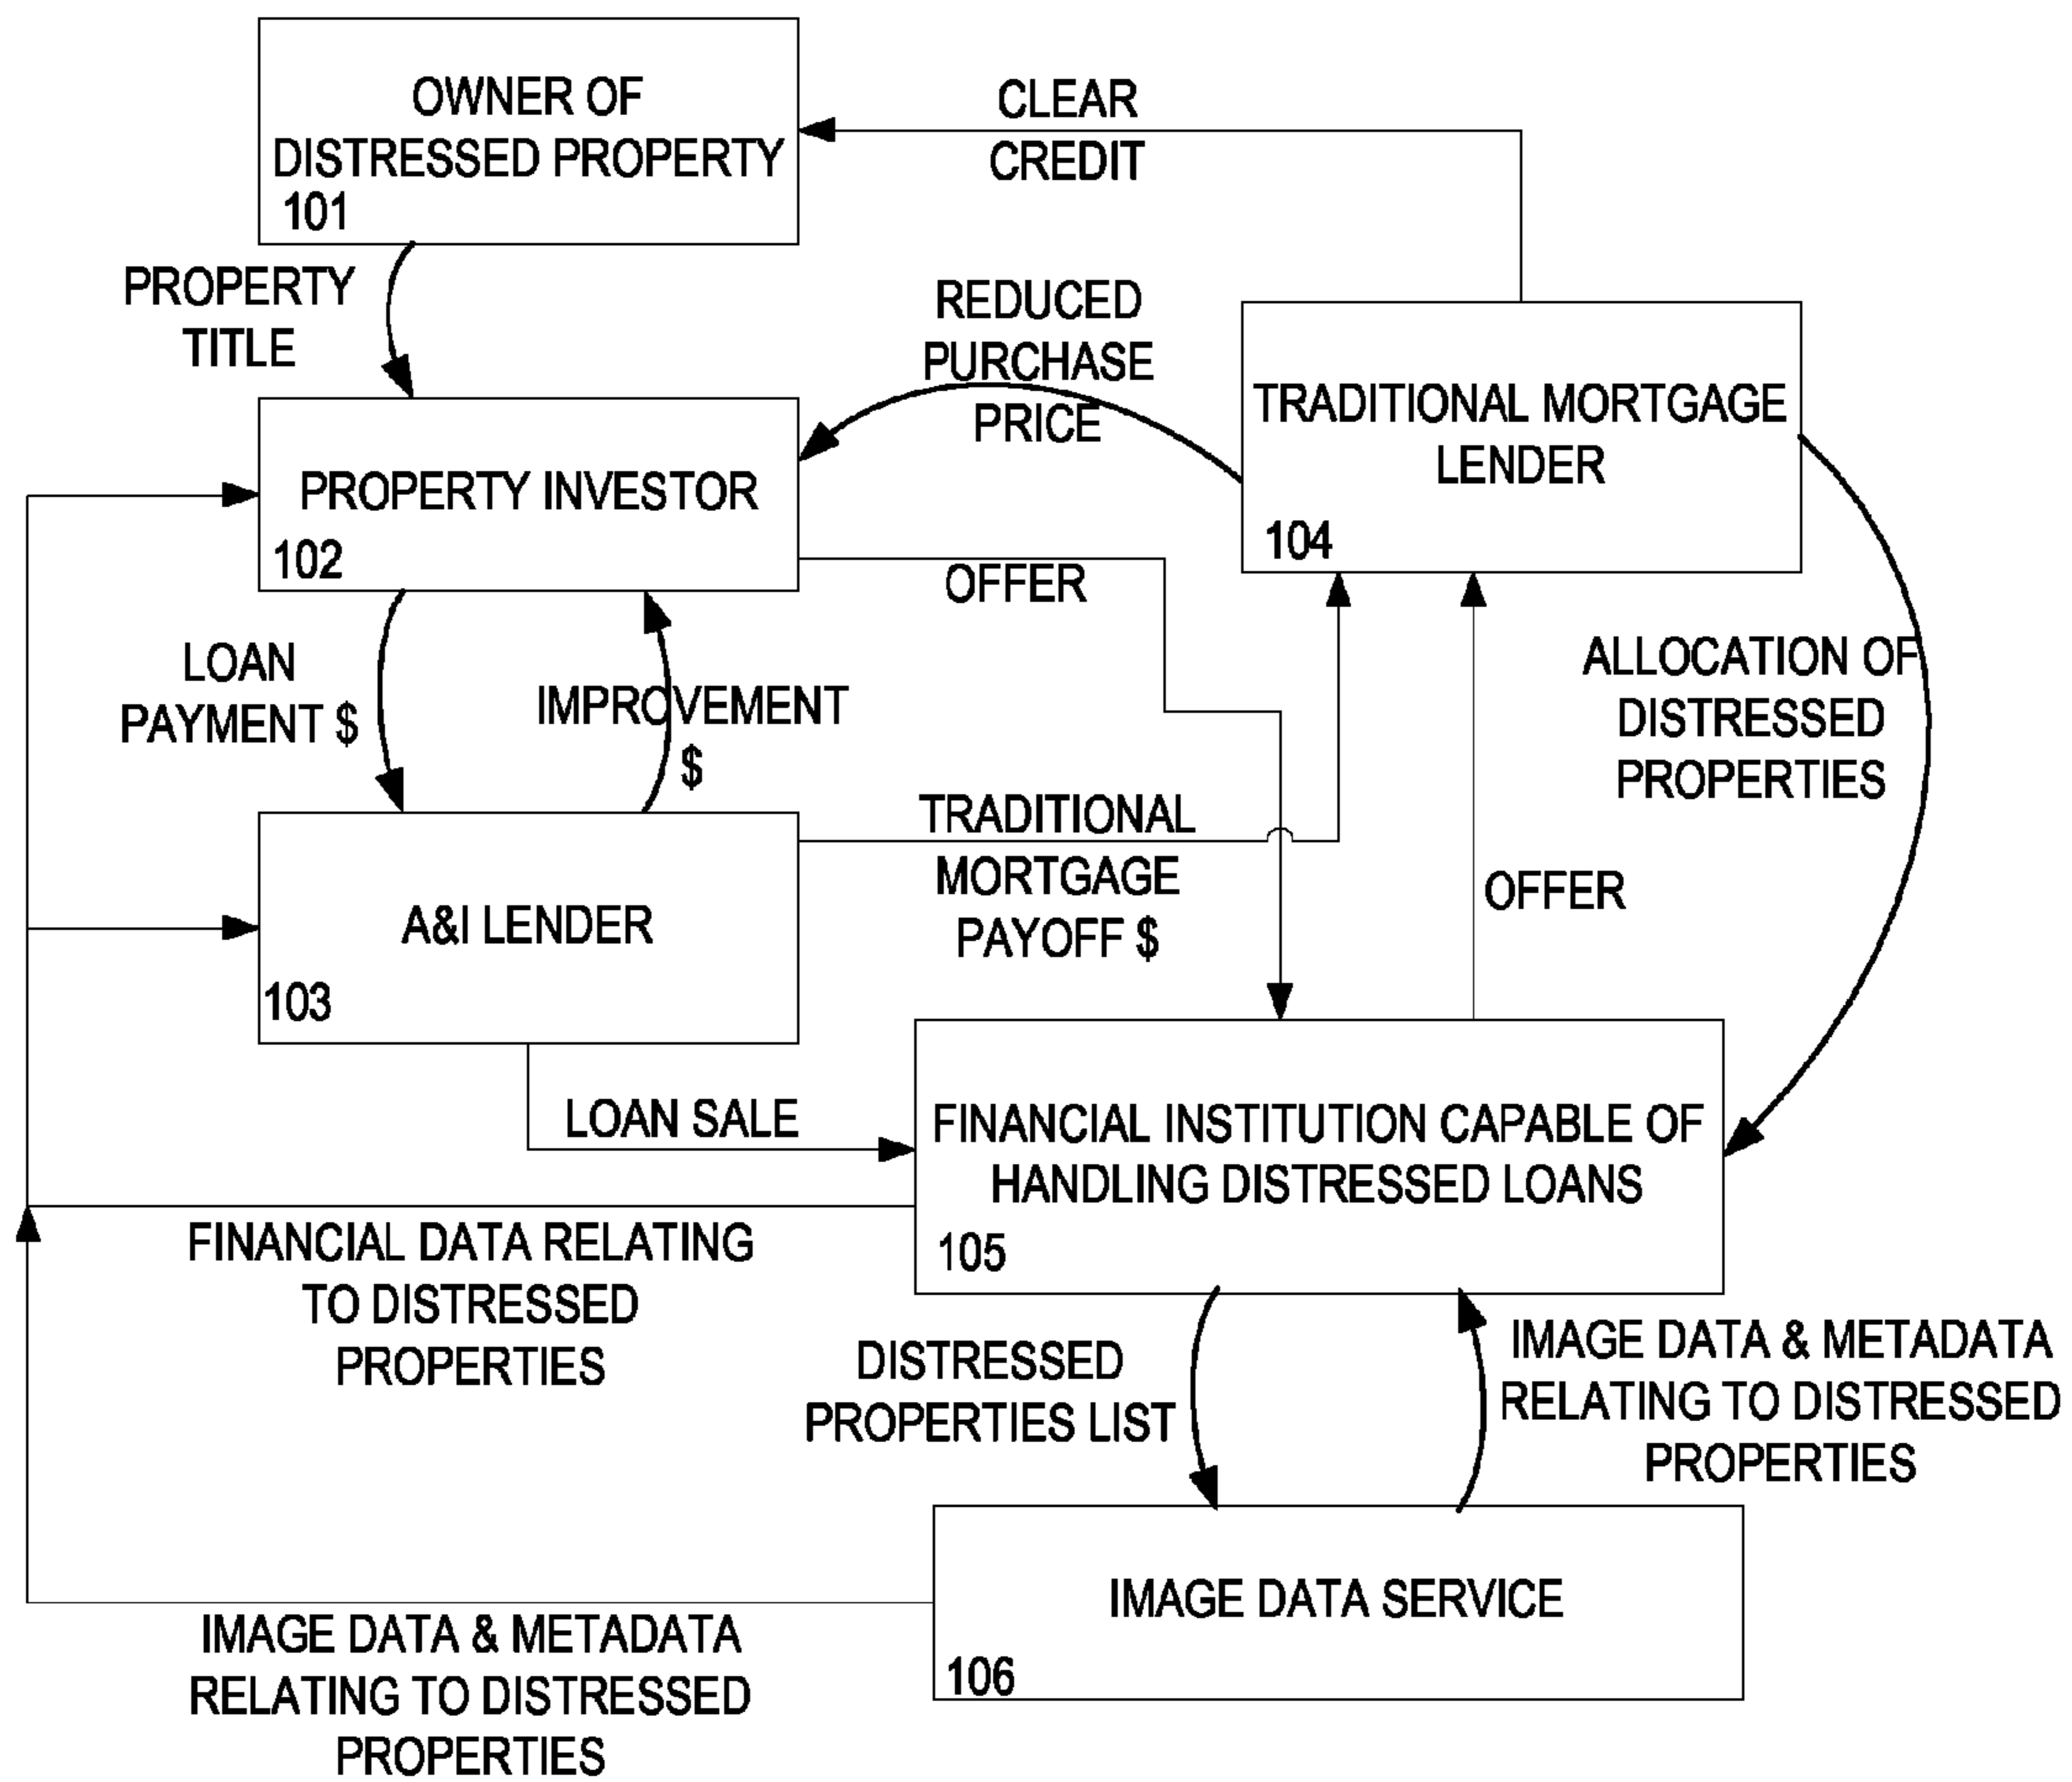 OWNER OF
DISTRESSED PROPERTY
101
CLEAR
CREDIT
PROPERTY
TITLE
REDUCED
PURCHASE
PRICE
TRADITIONAL MORTGAGE
LENDER
104
PROPERTY INVESTOR
102
OFFER
LOAN
PAYMENT $
IMPROVEMENT
$
ALLOCATION OF
DISTRESSED
PROPERTIES
TRADITIONAL
MORTGAGE
PAYOFF $
OFFER
A&I LENDER
103
LOAN SALE
FINANCIAL INSTITUTION CAPABLE OF
HANDLING DISTRESSED LOANS
105
FINANCIAL DATA RELATING
TO DISTRESSED
PROPERTIES
DISTRESSED
PROPERTIES LIST
IMAGE DATA & METADATA
RELATING TO DISTRESSED
PROPERTIES
IMAGE DATA SERVICE
106
IMAGE DATA & METADATA
RELATING TO DISTRESSED
PROPERTIES